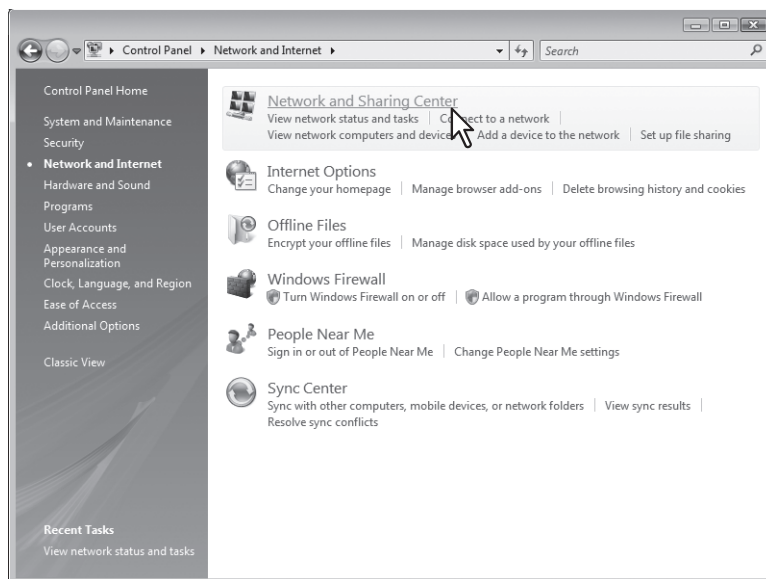 Control Panel Network and Internet
Search
Control Panel Home
System and Maintenance
Security
Network and Internet
Hardware and Sound
Programs
User Accounts
Appearance and
Personalization
Clock, Language, and Region
Ease of Access
Additional Options
Classic View
Recent Tasks
View network status and tasks
Network and Sharing Center
View network status and tasks | Connect to a network |
View network computers and devices Add a device to the network | Set up file sharing
Internet Options
Change your homepage | Manage browser add-ons | Delete browsing history and cookies
Offline Files
Encrypt your offline files | Manage disk space used by your offline files
Windows Firewall
Turn Windows Firewall on or off | Allow a program through Windows Firewall
People Near Me
Sign in or out of People Near Me | Change People Near Me settings
Sync Center
Sync with other computers, mobile devices, or network folders | View sync results |
Resolve sync conflicts